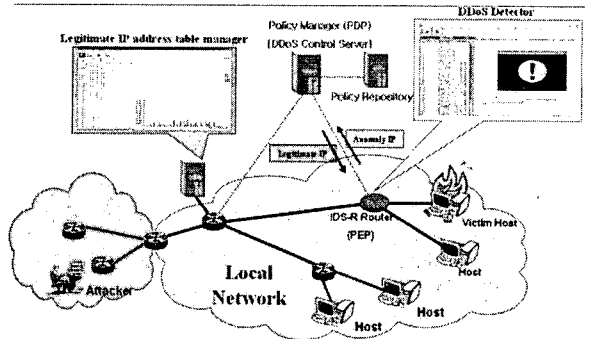 DDoS Detector
Policy Manager (PDP)
Legitimate IP address table manager
[DDoS Control Server]
Policy Repository
Anomaly IP
Legitimate IP
IDS-R Router
(PEP)
Victim Host
Host
Local
Network
Attacker
Host
Host